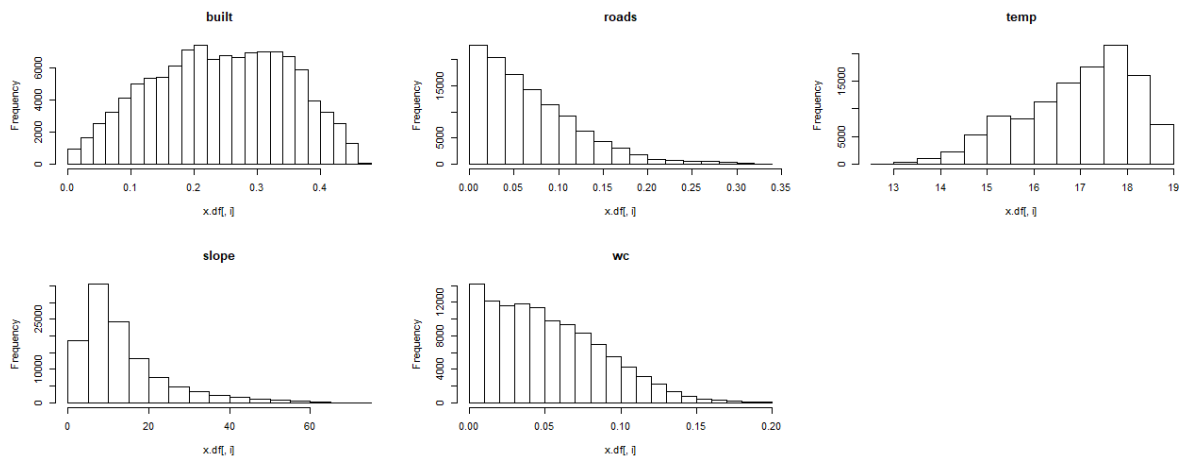 built
Frequency
0 2000 4000 6000
0.0 0.1 0.2 0.3 0.4
x.df[, i]
roads
Frequency
0 5000 15000
0.00 0.05 0.10 0.15 0.20 0.25 0.30 0.35
x.df[, i]
temp
Frequency
0 5000 15000
13 14 15 16 17 18 19
x.df[, i]
slope
Frequency
0 10000 25000
0 20 40 60
x.df[, i]
wc
Frequency
0 4000 8000 12000
0.00 0.05 0.10 0.15 0.20
x.df[, i]